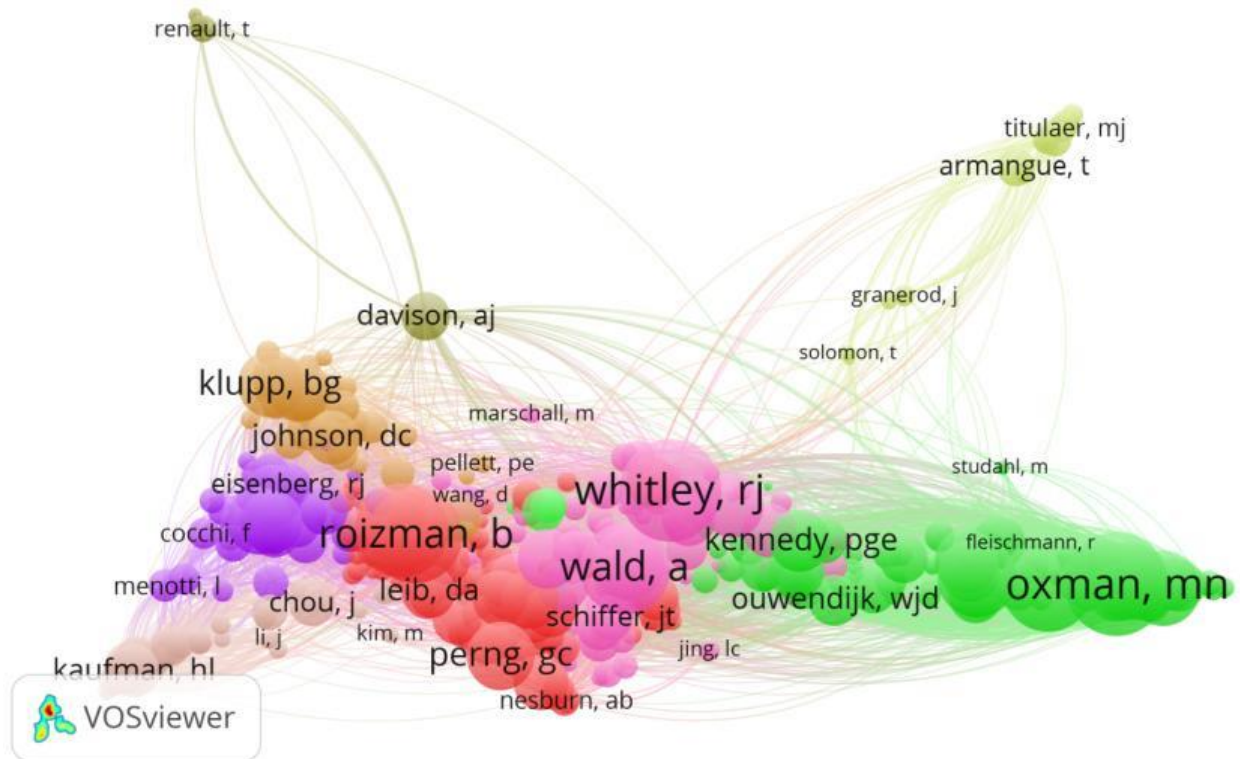 renault, t
titulaer, mj
armangue, t
granerod, j
davison, aj
solomon, t
klupp, bg
marschall, m
johnson, dc
pellett, pe
studahl, m
eisenberg, rj
wang, d
whitley, rj
cocchi, f
roizman, b
kennedy, pge
fleischmann, r
wald, a
oxman, mn
menotti, l
leib, da
chou, j
ouwendijk, wjd
schiffer, jt
li, j
kim, m
jing, lc
perng, gc
kaufman, hl
nesburn, ab
VOSviewer